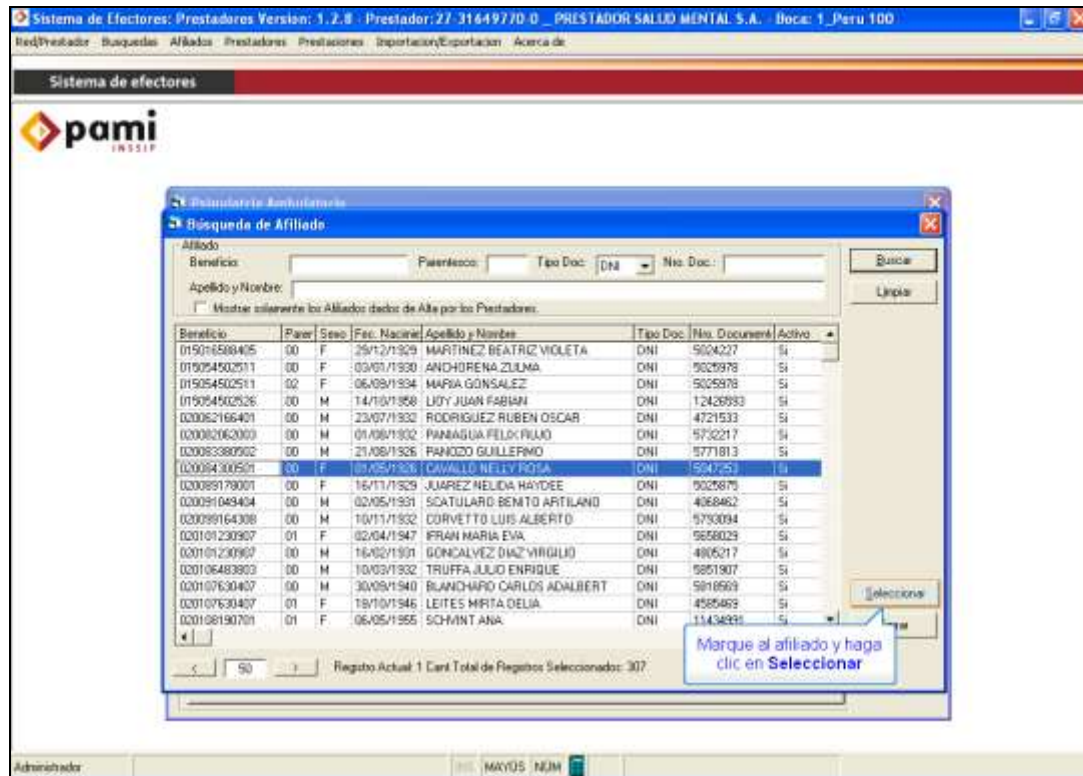 Sistema de Efectores: Prestadores Version: 1.2.8 - Prestador:27-31649770-0 _ PRESTADOR SALUD MENTAL S.A. - Boca: 1_Peru 100
Red/Prestador Busquedas Afiliados Prestadores Prestaciones Importacion/Exportacion Acerca de
Sistema de efectores
pami
INSSJP
Psiquiatria Ambulatoria
Búsqueda de Afiliado
Afiliado
Beneficio: Parentesco: Tipo Doc: DNI Nro. Doc.: Buscar
Apellido y Nombre: Limpiar
Mostrar solamente los Afiliados dados de Alta por los Prestadores.
Beneficio Paren Sexo Fec. Nacimie Apellido y Nombre Tipo Doc. Nro. Document Activo
015016588405 00 F 29/12/1929 MARTINEZ BEATRIZ VIOLETA DNI 5024227 Si
015054502511 00 F 03/01/1930 ANCHORENA ZULMA DNI 5025978 Si
015054502511 02 F 06/09/1934 MARIA GONSALEZ DNI 5025978 Si
015054502526 00 M 14/10/1958 LIOY JUAN FABIAN DNI 12426893 Si
020062166401 00 M 23/07/1932 RODRIGUEZ RUBEN OSCAR DNI 4721533 Si
020082062003 00 M 01/08/1932 PANIAGUA FELIX RUJO DNI 5732217 Si
020083380502 00 M 21/08/1926 PANOZO GUILLERMO DNI 5771813 Si
020084300501 00 F 01/05/1926 CAVALLO NELLY ROSA DNI 5047253 Si
020089178001 00 F 16/11/1929 JUAREZ NELIDA HAYDEE DNI 5025875 Si
020091049404 00 M 02/05/1931 SCATULARO BENITO ARTILANO DNI 4068462 Si
020099164308 00 M 10/11/1932 CORVETTO LUIS ALBERTO DNI 5793094 Si
020101230907 01 F 02/04/1947 IFRAN MARIA EVA DNI 5658029 Si
020101230907 00 M 16/02/1931 GONCALVEZ DIAZ VIRGILIO DNI 4805217 Si
020106483803 00 M 10/03/1932 TRUFFA JULIO ENRIQUE DNI 5851907 Si
020107630407 00 M 30/09/1940 BLANCHARD CARLOS ADALBERT DNI 5818569 Si
020107630407 01 F 19/10/1946 LEITES MIRTA DELIA DNI 4585469 Si
Seleccionar
020108190701 01 F 06/05/1955 SCHVINT ANA DNI 11434991 Si
Marque al afiliado y haga
clic en Seleccionar
< 50 > Registro Actual: 1 Cant Total de Registros Seleccionados: 307
Administrador INS MAYÚS NÚM